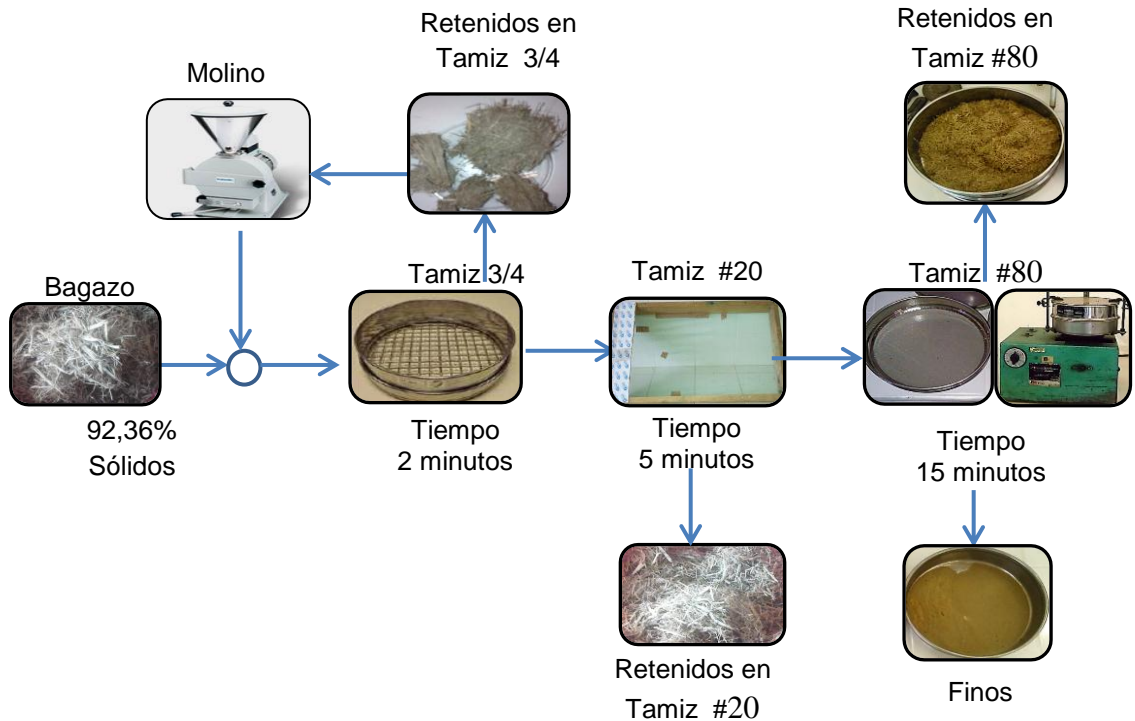 Retenidos en
Tamiz 3/4
Retenidos en
Tamiz #80
Molino
Bagazo
92,36%
Sólidos
Tamiz 3/4
Tiempo
2 minutos
Tamiz #20
Tiempo
5 minutos
Tamiz #80
Tiempo
15 minutos
Retenidos en
Tamiz #20
Finos